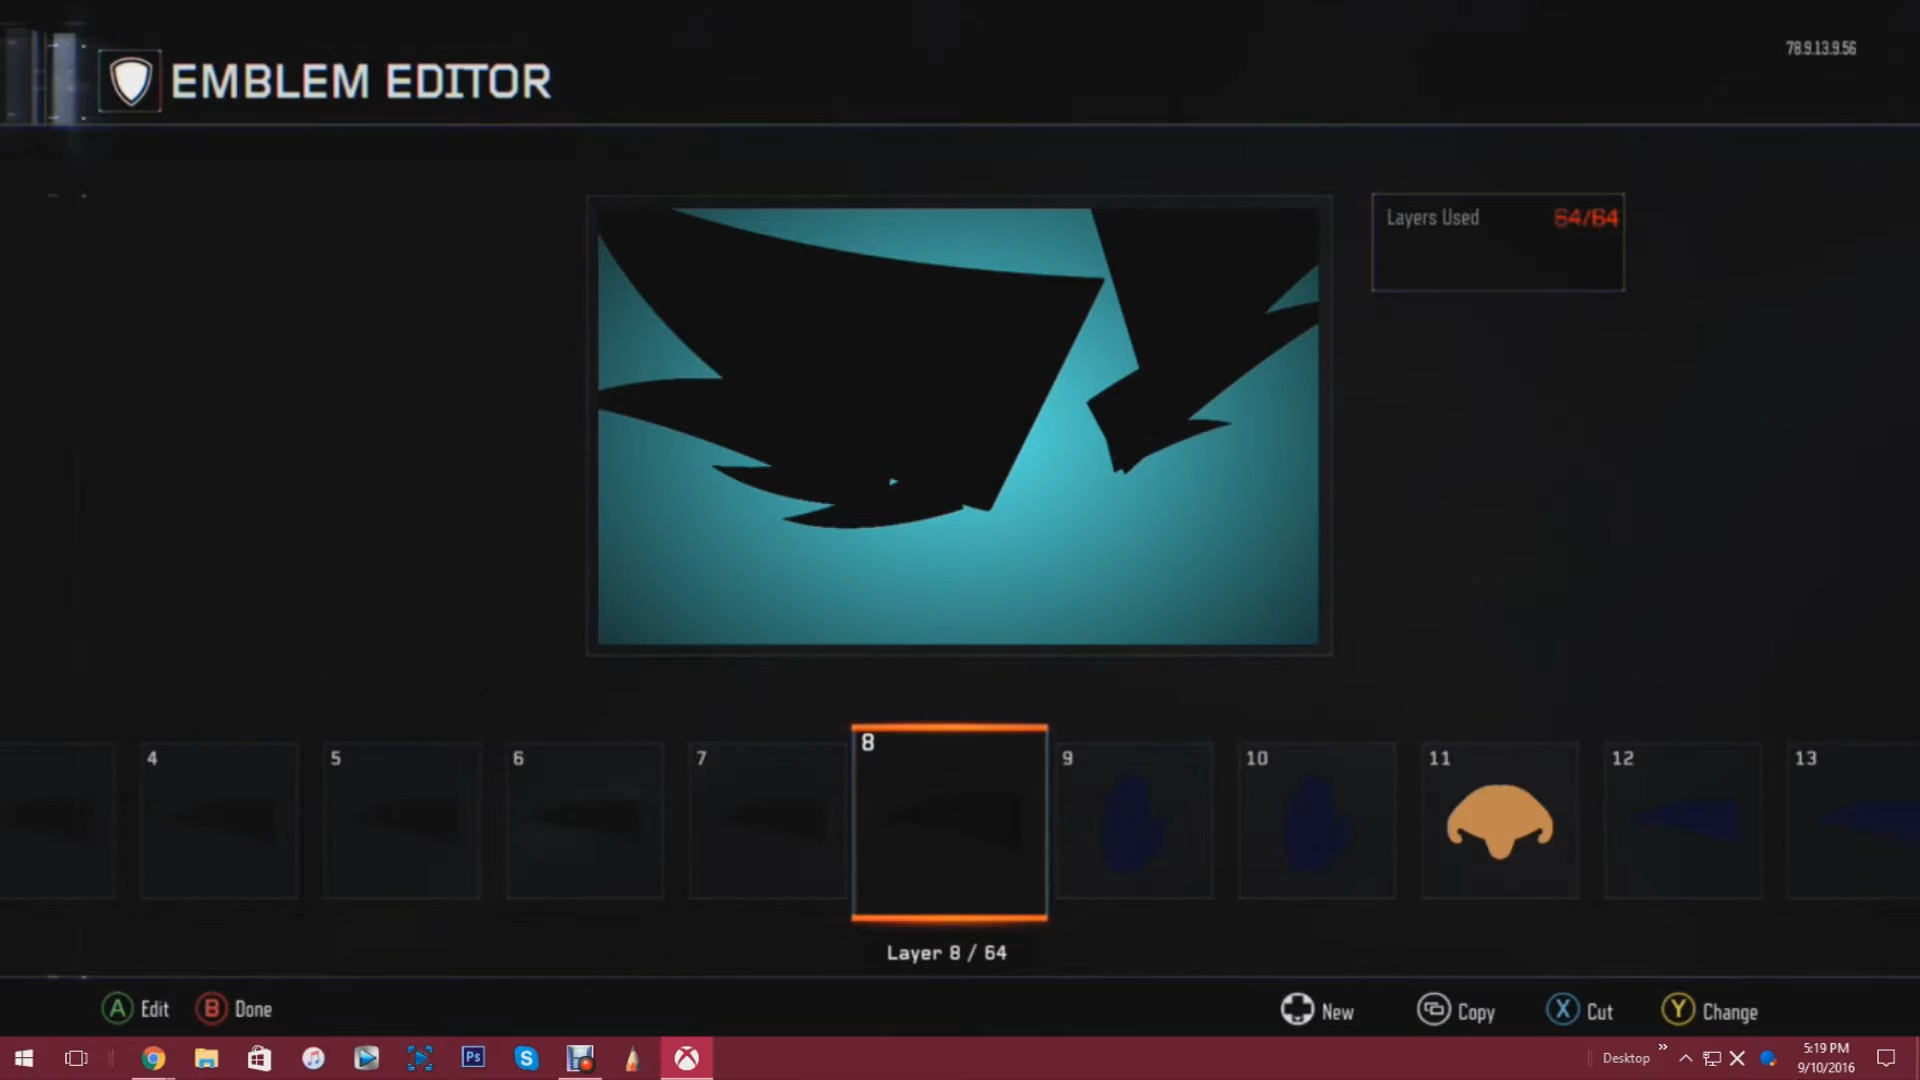 78.9.13.9.56
EMBLEM EDITOR
Layers Used 64/64
4 5 6 7 8 9 10 11 12 13
Layer 8 / 64
A Edit B Done New Copy X Cut Y Change
Ps S Desktop » 5:19 PM
9/10/2016